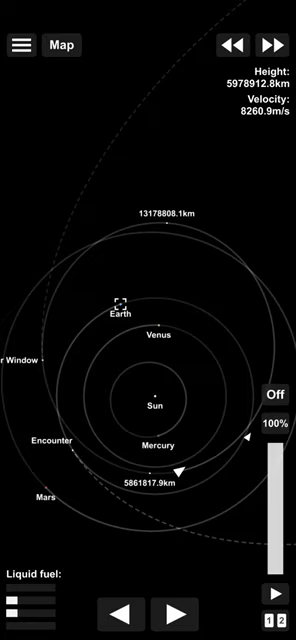 Map
Height:
5978912.8km
Velocity:
8260.9m/s
13178808.1km
Earth
Venus
r Window
Sun
Off
100%
Encounter
Mercury
5861817.9km
Mars
Liquid fuel:
1 2